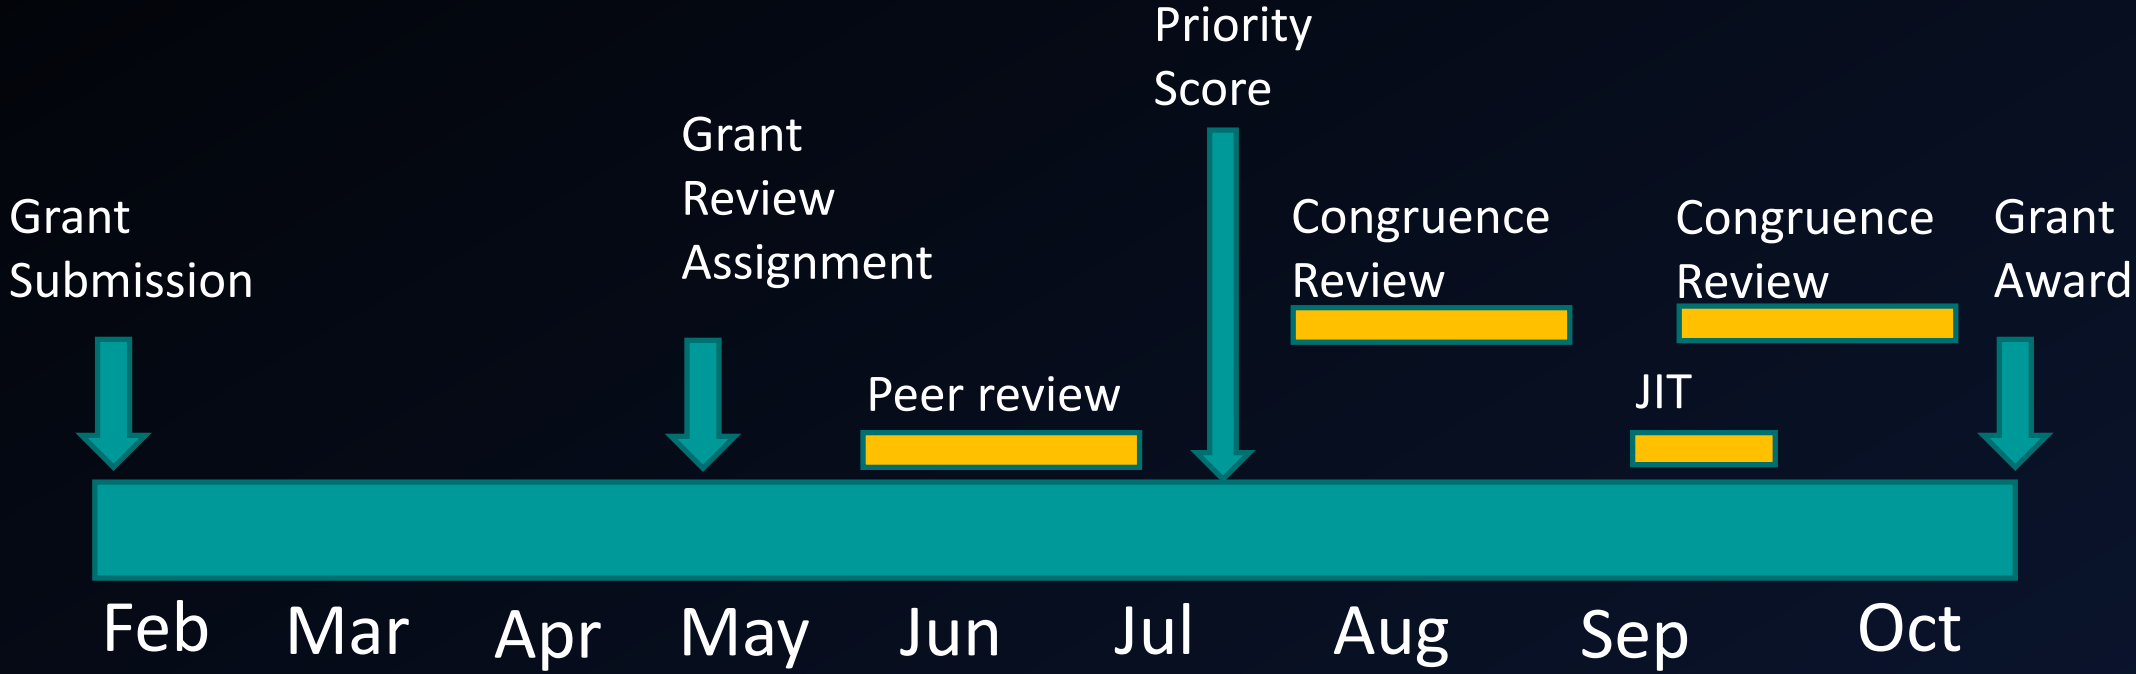 Priority
Score
Grant
Review
Assignment
Grant
Submission
Congruence
Review
Congruence
Review
Grant
Award
Peer review
JIT
Feb Mar Apr May Jun Jul Aug Sep Oct